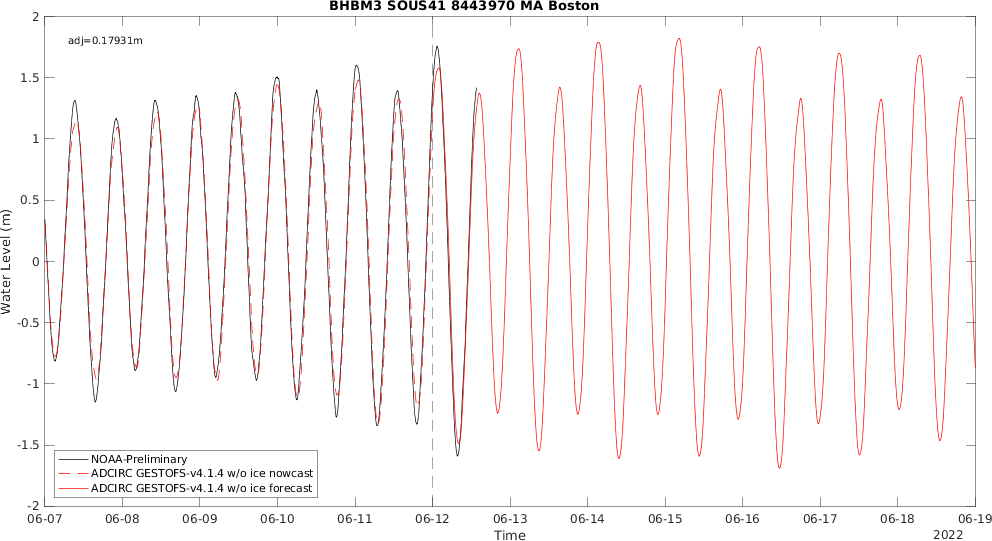 BHBM3 SOUS41 8443970 MA Boston
adj=0.17931m
Water Level (m)
2
1.5
1
0.5
0
-0.5
-1
-1.5
-2
NOAA-Preliminary
ADCIRC GESTOFS-v4.1.4 w/o ice nowcast
ADCIRC GESTOFS-v4.1.4 w/o ice forecast
06-07 06-08 06-09 06-10 06-11 06-12 06-13 06-14 06-15 06-16 06-17 06-18 06-19
Time
2022